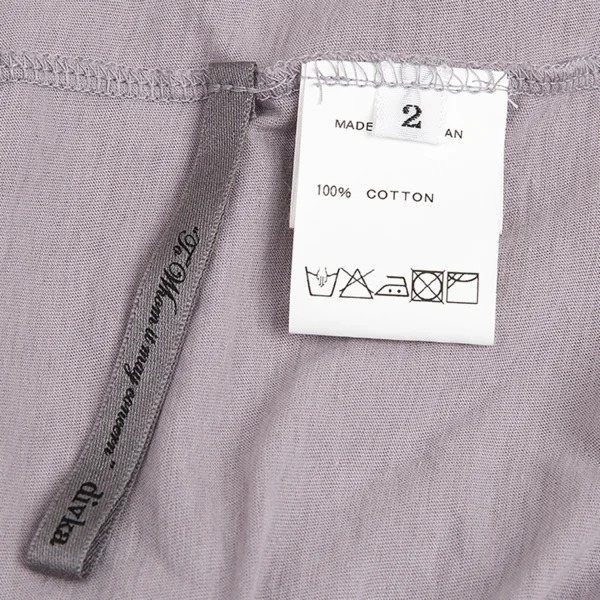 2
MADE AN
100% COTTON
"To Whom it may concern"
divka